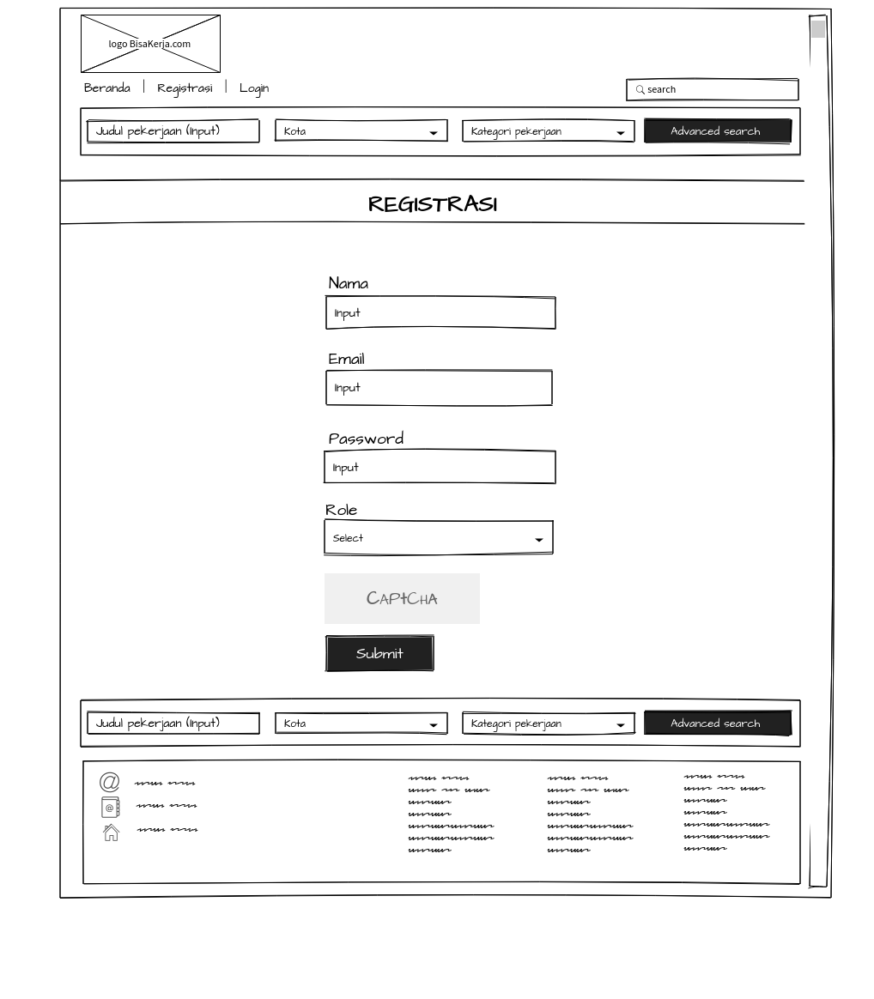 logo BisaKerja.com
Beranda | Registrasi | Login
search
Judul pekerjaan (Input)
Kota
Kategori pekerjaan
Advanced search
REGISTRASI
Nama
Input
Email
Input
Password
Input
Role
Select
CAPtCHA
Submit
Judul pekerjaan (Input)
Kota
Kategori pekerjaan
Advanced search